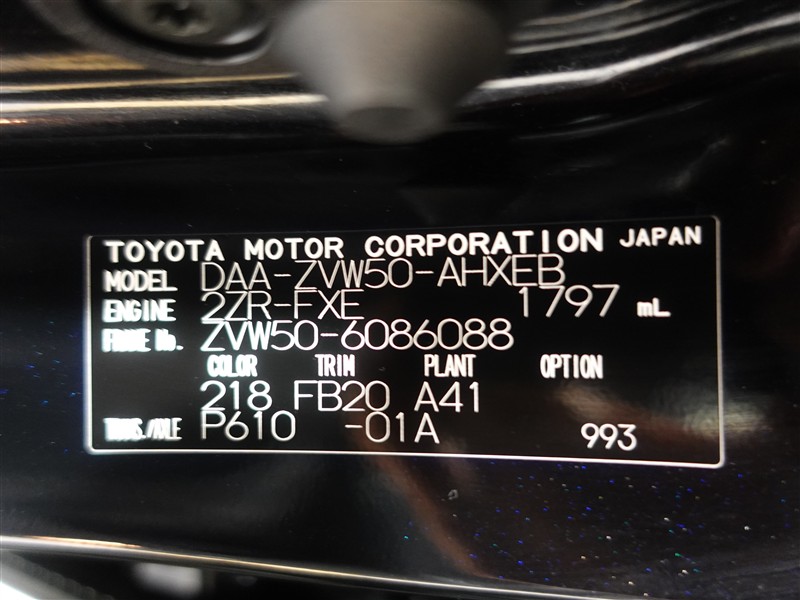 TOYOTA MOTOR CORPORATION JAPAN
MODEL DAA-ZVW50-AHXEB
ENGINE 2ZR-FXE 1797 mL
FRAME No. ZVW50-6086088
COLOR TRIM PLANT OPTION
218 FB20 A41
TRANS./AXLE P610 -01A 993